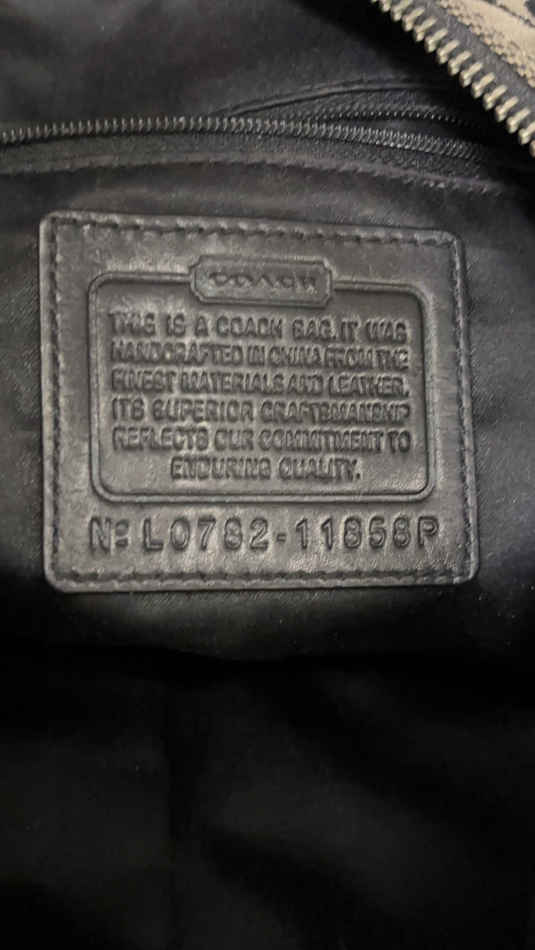 COACH
THIS IS A COACH BAG. IT WAS
HANDCRAFTED IN CHINA FROM THE
FINEST MATERIALS AND LEATHER.
ITS SUPERIOR CRAFTSMANSHIP
REFLECTS OUR COMMITMENT TO
ENDURING QUALITY.
Nº L0782-11858P